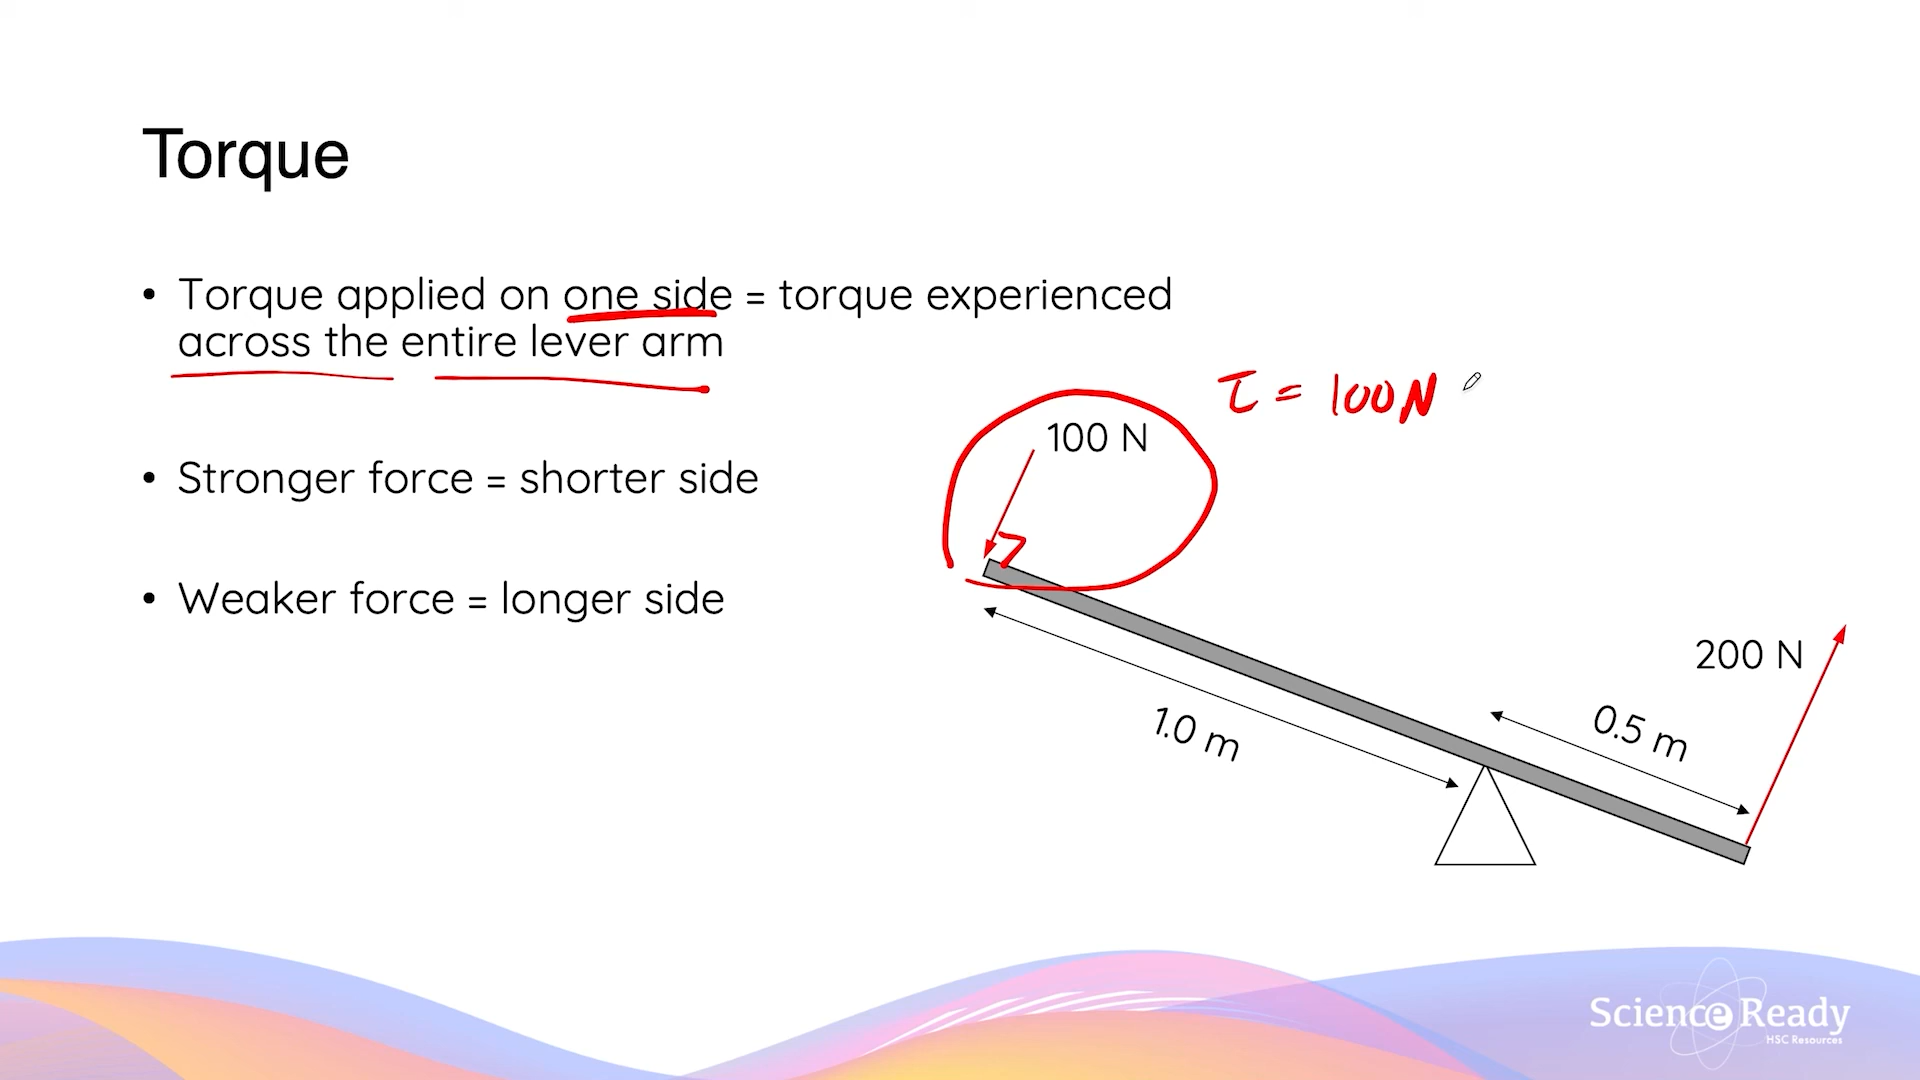 Torque
• Torque applied on one side = torque experienced
across the entire lever arm
• Stronger force = shorter side
• Weaker force = longer side
τ = 100N
100 N
200 N
1.0 m
0.5 m
Science Ready
HSC Resources